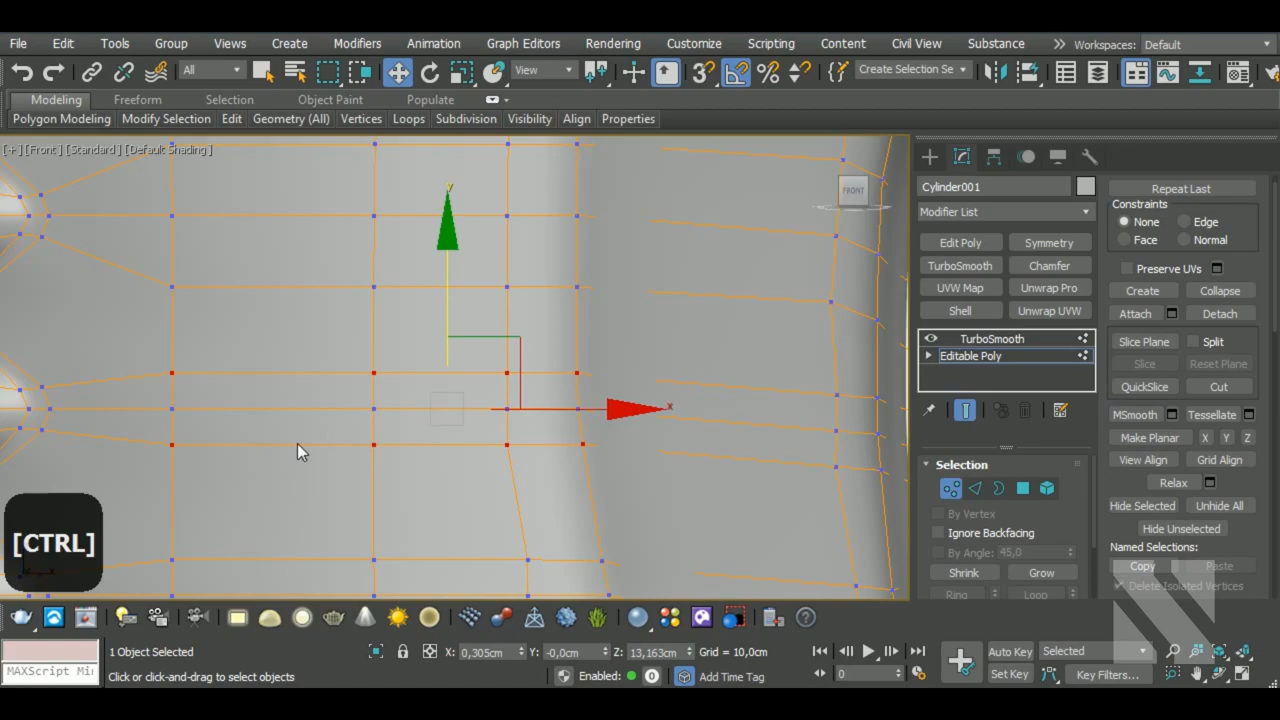 File Edit Tools Group Views Create Modifiers Animation Graph Editors Rendering Customize Scripting Content Civil View Substance Workspaces: Default
All View Create Selection Se
Modeling Freeform Selection Object Paint Populate
Polygon Modeling Modify Selection Edit Geometry (All) Vertices Loops Subdivision Visibility Align Properties
[+] [Front] [Standard] [Default Shading]
y
FRONT
x
[CTRL]
Cylinder001
Modifier List
Edit Poly Symmetry
TurboSmooth Chamfer
UVW Map Unwrap Pro
Shell Unwrap UVW
TurboSmooth
Editable Poly
Selection
By Vertex
Ignore Backfacing
By Angle: 45,0
Shrink Grow
Ring Loop
Repeat Last
Constraints
None Edge
Face Normal
Preserve UVs
Create Collapse
Attach Detach
Slice Plane Split
Slice Reset Plane
QuickSlice Cut
MSmooth Tessellate
Make Planar X Y Z
View Align Grid Align
Relax
Hide Selected Unhide All
Hide Unselected
Named Selections:
Copy Paste
Delete Isolated Vertices
1 Object Selected X: 0,305cm Y: -0,0cm Z: 13,163cm Grid = 10,0cm Auto Key Selected
MAXScript Mi Click or click-and-drag to select objects Enabled: 0 Add Time Tag 0 Set Key Key Filters...